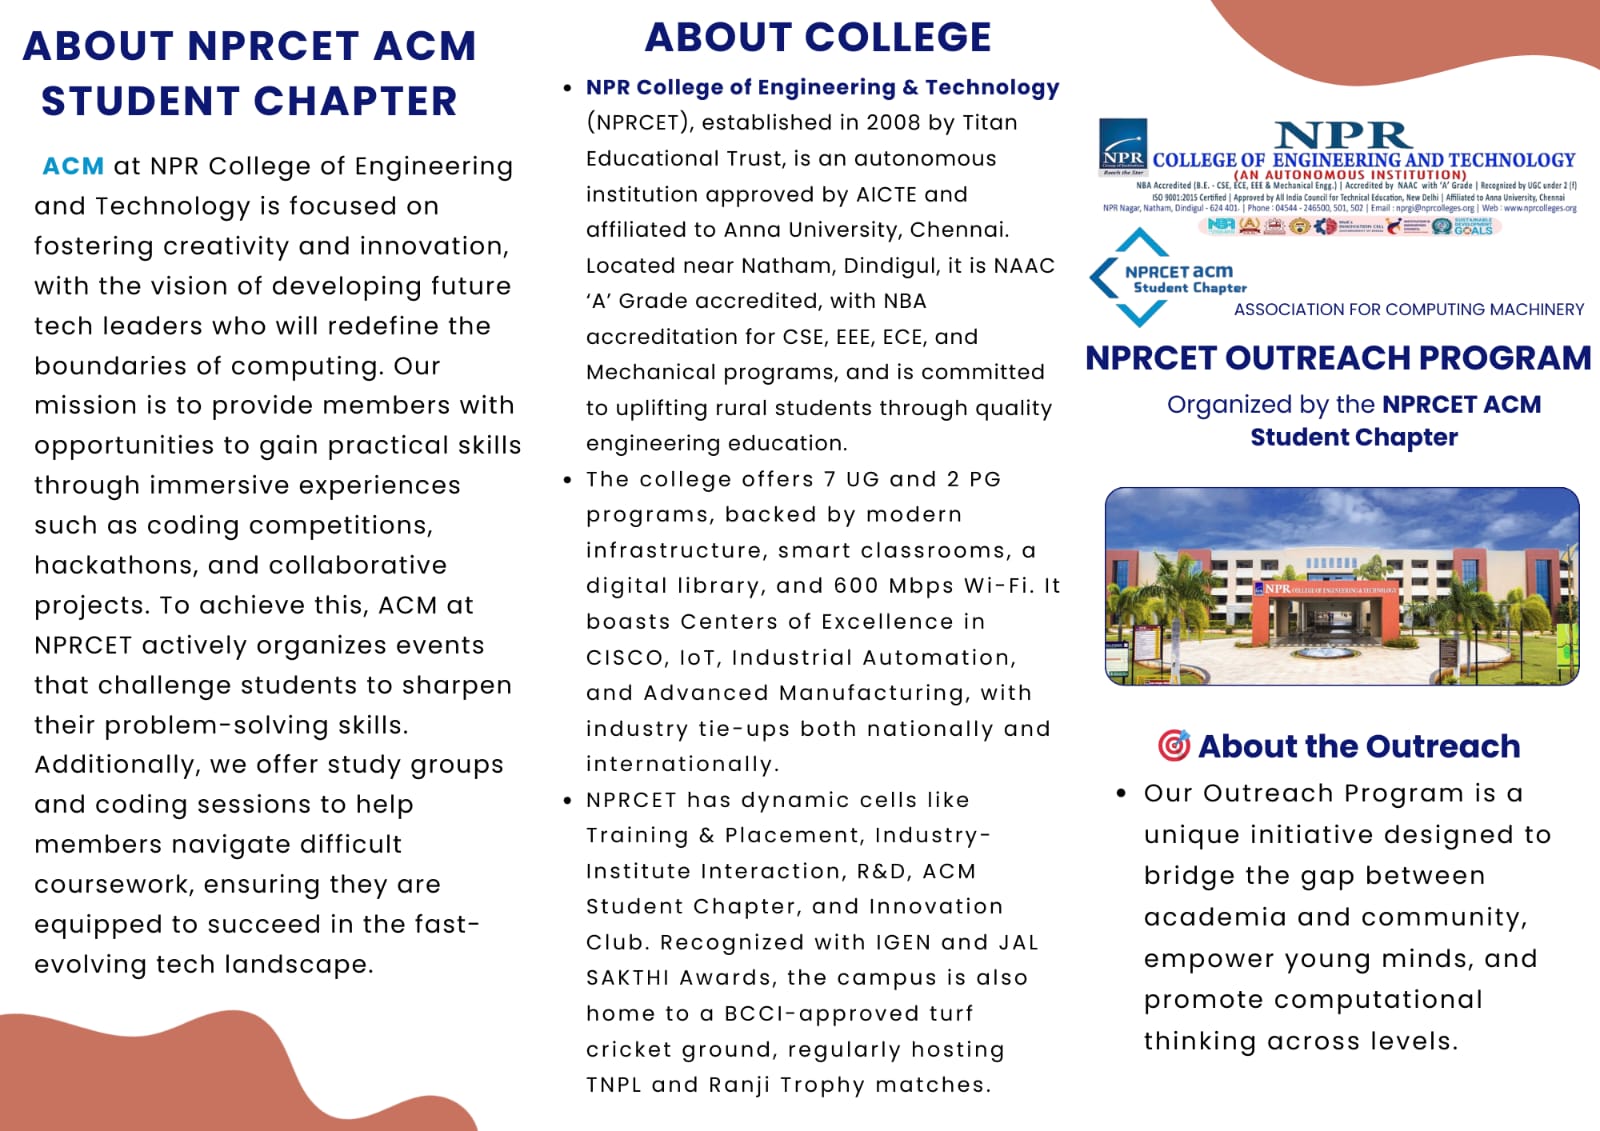 ABOUT NPRCET ACM
STUDENT CHAPTER
ACM at NPR College of Engineering
and Technology is focused on
fostering creativity and innovation,
with the vision of developing future
tech leaders who will redefine the
boundaries of computing. Our
mission is to provide members with
opportunities to gain practical skills
through immersive experiences
such as coding competitions,
hackathons, and collaborative
projects. To achieve this, ACM at
NPRCET actively organizes events
that challenge students to sharpen
their problem-solving skills.
Additionally, we offer study groups
and coding sessions to help
members navigate difficult
coursework, ensuring they are
equipped to succeed in the fast-
evolving tech landscape.
ABOUT COLLEGE
• NPR College of Engineering & Technology
(NPRCET), established in 2008 by Titan
Educational Trust, is an autonomous
institution approved by AICTE and
affiliated to Anna University, Chennai.
Located near Natham, Dindigul, it is NAAC
‘A’ Grade accredited, with NBA
accreditation for CSE, EEE, ECE, and
Mechanical programs, and is committed
to uplifting rural students through quality
engineering education.
• The college offers 7 UG and 2 PG
programs, backed by modern
infrastructure, smart classrooms, a
digital library, and 600 Mbps Wi-Fi. It
boasts Centers of Excellence in
CISCO, IoT, Industrial Automation,
and Advanced Manufacturing, with
industry tie-ups both nationally and
internationally.
• NPRCET has dynamic cells like
Training & Placement, Industry-
Institute Interaction, R&D, ACM
Student Chapter, and Innovation
Club. Recognized with IGEN and JAL
SAKTHI Awards, the campus is also
home to a BCCI-approved turf
cricket ground, regularly hosting
TNPL and Ranji Trophy matches.
NPR
Reach the Star
NPR
COLLEGE OF ENGINEERING AND TECHNOLOGY
(AN AUTONOMOUS INSTITUTION)
NBA Accredited (B.E. - CSE, ECE, EEE & Mechanical Engg.) | Accredited by NAAC with 'A' Grade | Recognized by UGC under 2 (f)
ISO 9001:2015 Certified | Approved by All India Council for Technical Education, New Delhi | Affiliated to Anna University, Chennai
NPR Nagar, Natham, Dindigul - 624 401. | Phone : 04544 - 246500, 501, 502 | Email : nprgi@nprcolleges.org | Web : www.nprcolleges.org
NBA
SUSTAINABLE
DEVELOPMENT
GOALS
NPRCET acm
Student Chapter
ASSOCIATION FOR COMPUTING MACHINERY
NPRCET OUTREACH PROGRAM
Organized by the NPRCET ACM
Student Chapter
NPR COLLEGE OF ENGINEERING & TECHNOLOGY
About the Outreach
• Our Outreach Program is a
unique initiative designed to
bridge the gap between
academia and community,
empower young minds, and
promote computational
thinking across levels.